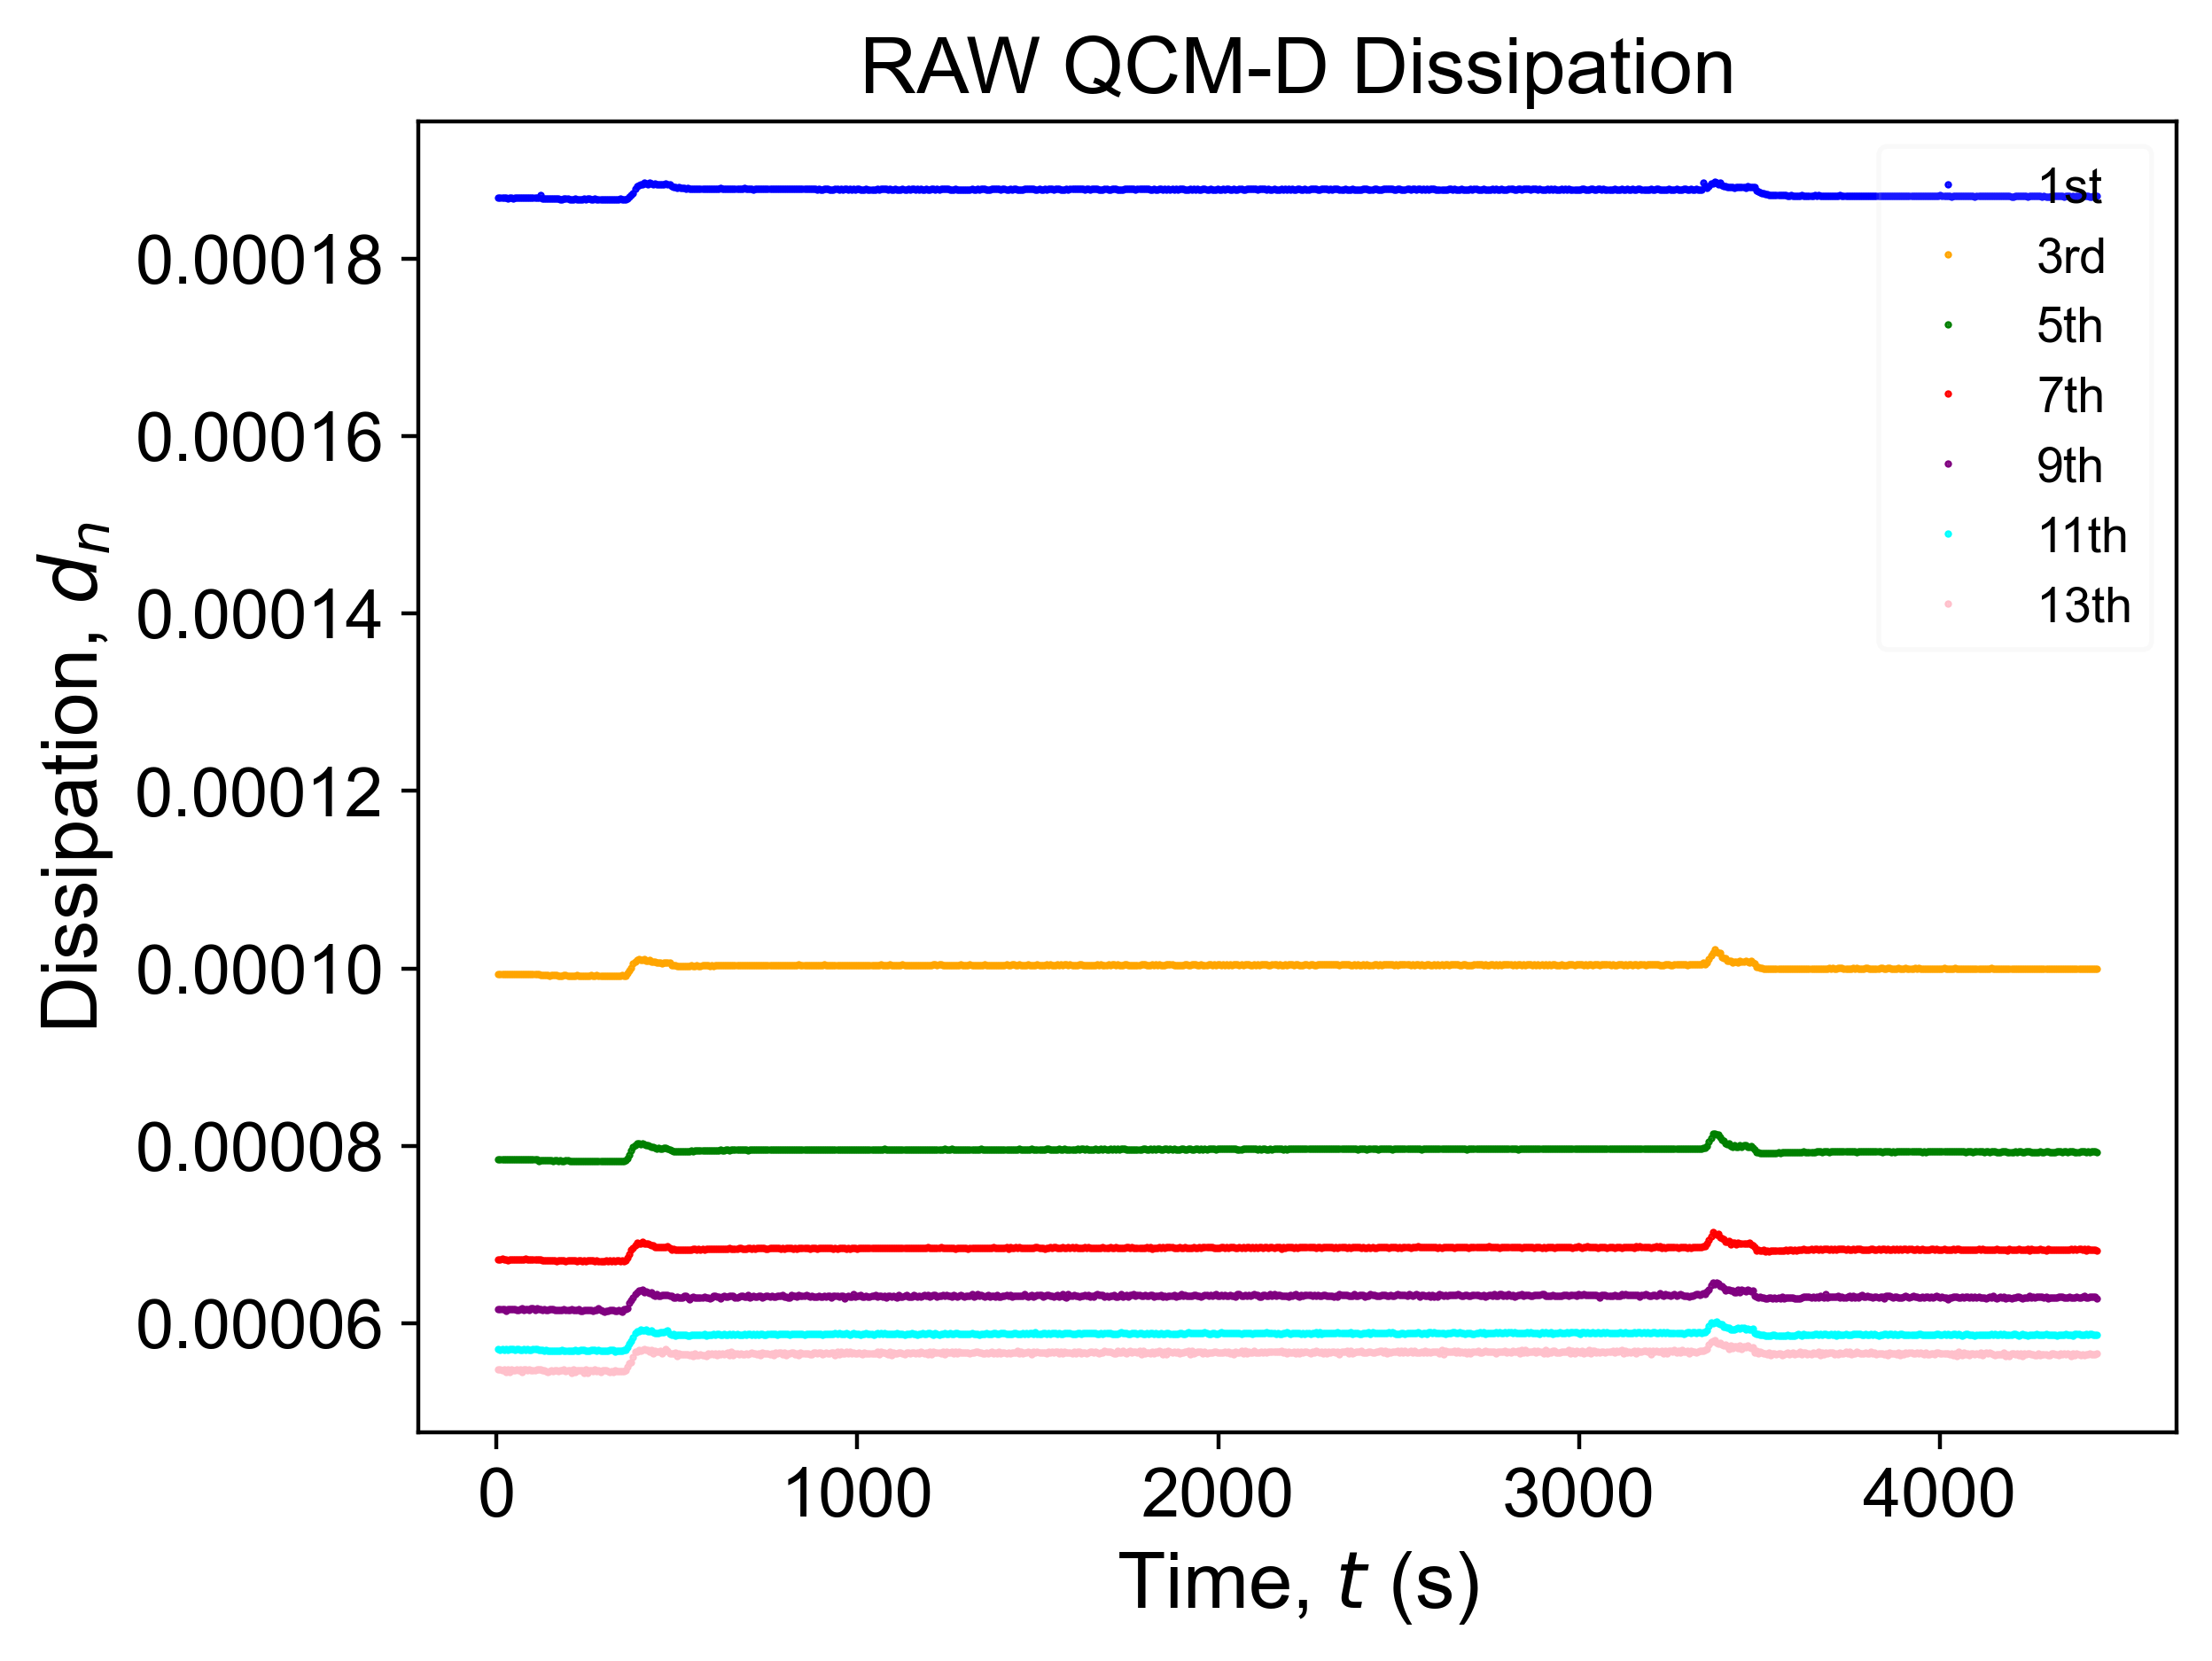 RAW QCM-D Dissipation
Dissipation, dn
0.00018
0.00016
0.00014
0.00012
0.00010
0.00008
0.00006
1st
3rd
5th
7th
9th
11th
13th
0 1000 2000 3000 4000
Time, t (s)